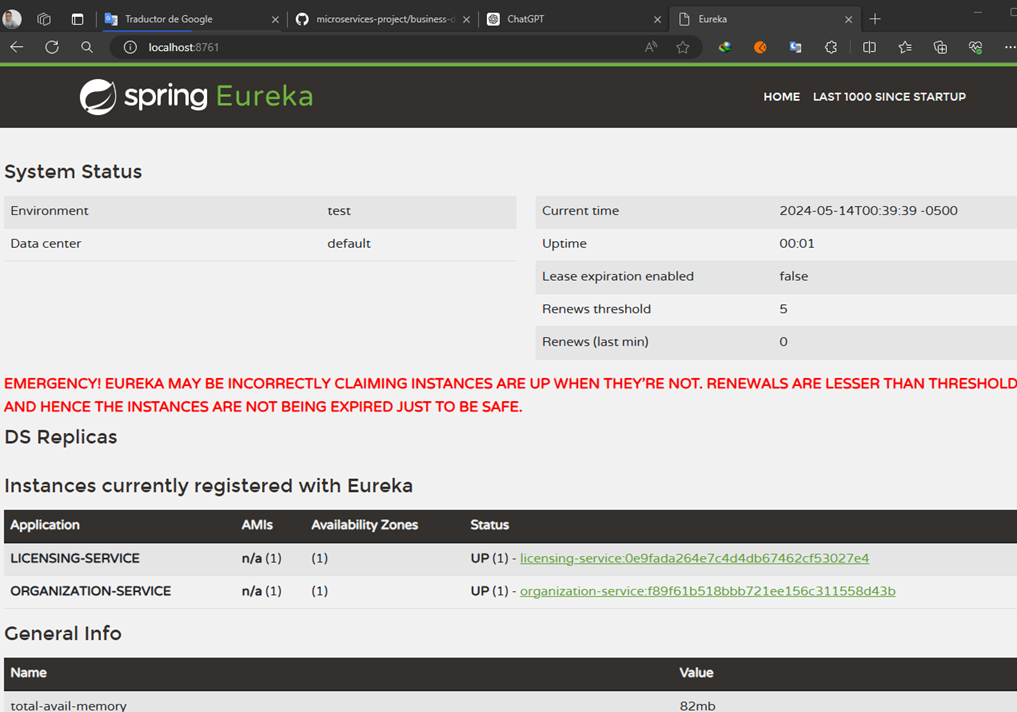 Traductor de Google
microservices-project/business-d
ChatGPT
Eureka
localhost:8761
spring Eureka
HOME LAST 1000 SINCE STARTUP
System Status
Environment test
Data center default
Current time 2024-05-14T00:39:39 -0500
Uptime 00:01
Lease expiration enabled false
Renews threshold 5
Renews (last min) 0
EMERGENCY! EUREKA MAY BE INCORRECTLY CLAIMING INSTANCES ARE UP WHEN THEY'RE NOT. RENEWALS ARE LESSER THAN THRESHOLD
AND HENCE THE INSTANCES ARE NOT BEING EXPIRED JUST TO BE SAFE.
DS Replicas
Instances currently registered with Eureka
Application AMIs Availability Zones Status
LICENSING-SERVICE n/a (1) (1) UP (1) - licensing-service:0e9fada264e7c4d4db67462cf53027e4
ORGANIZATION-SERVICE n/a (1) (1) UP (1) - organization-service:f89f61b518bbb721ee156c311558d43b
General Info
Name Value
total-avail-memory 82mb